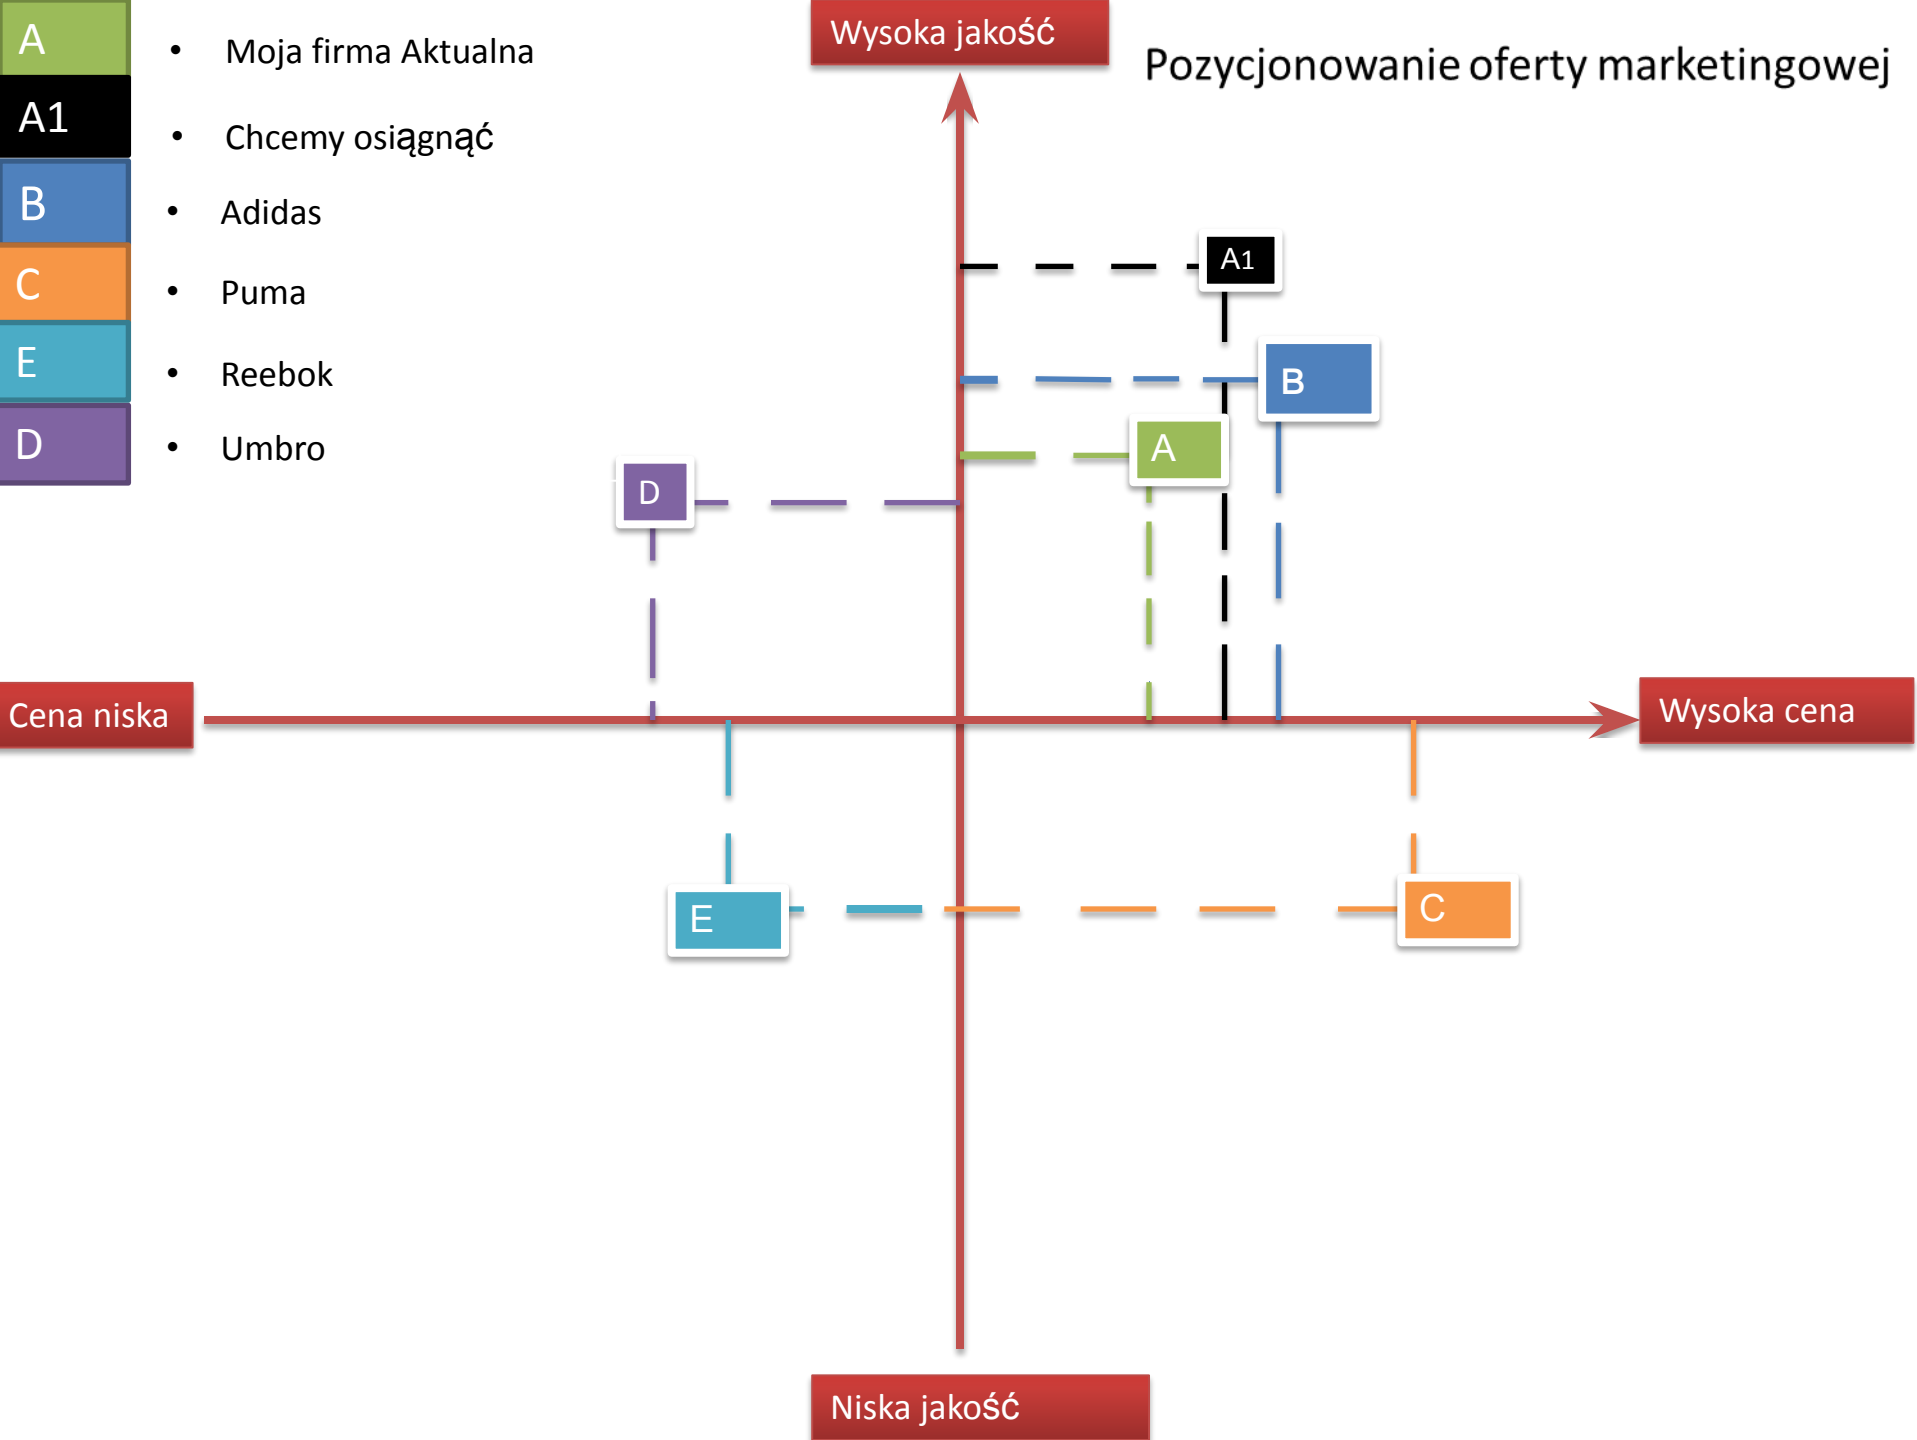 A
• Moja firma Aktualna
A1
• Chcemy osiągnąć
B
• Adidas
C
• Puma
E
• Reebok
D
• Umbro
Wysoka jakość
Pozycjonowanie oferty marketingowej
A1
B
A
D
Cena niska
Wysoka cena
E
C
Niska jakość